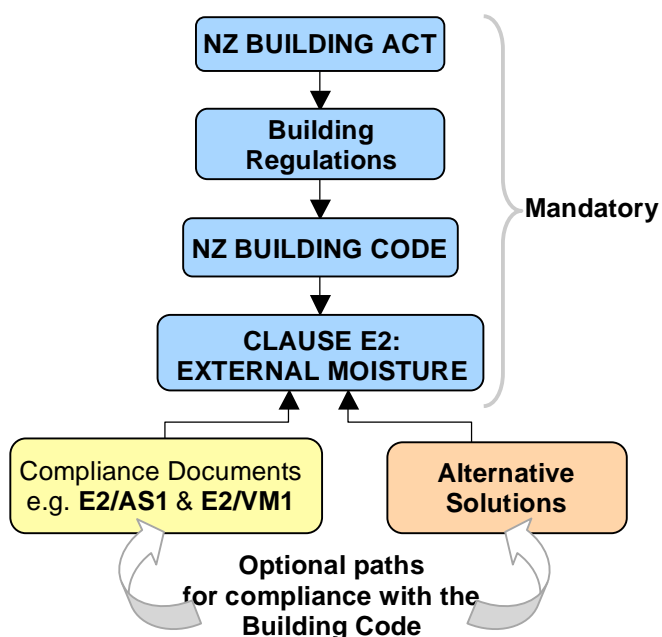 NZ BUILDING ACT
Building
Regulations
Mandatory
NZ BUILDING CODE
CLAUSE E2:
EXTERNAL MOISTURE
Compliance Documents
e.g. E2/AS1 & E2/VM1
Alternative
Solutions
Optional paths
for compliance with the
Building Code